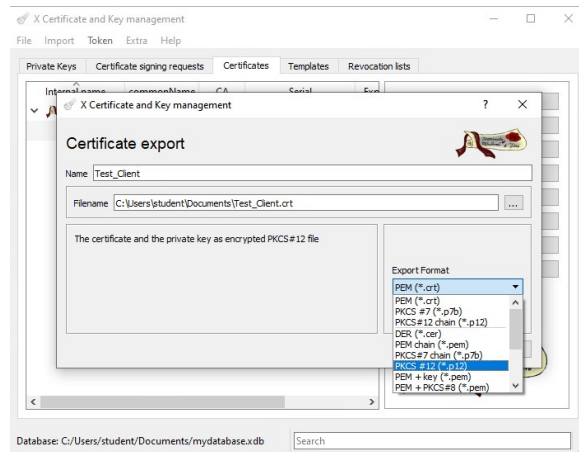 X Certificate and Key management
File Import Token Extra Help
Private Keys Certificate signing requests Certificates Templates Revocation lists
Internal name commonName CA Serial
X Certificate and Key management ? X
Certificate export
Name Test_Client
Filename C:\Users\student\Documents\Test_Client.crt ...
The certificate and the private key as encrypted PKCS#12 file
Export Format
PEM (*.crt)
PEM (*.crt)
PKCS #7 (*.p7b)
PKCS#12 chain (*.p12)
DER (*.cer)
PEM chain (*.pem)
PKCS#7 chain (*.p7b)
PKCS #12 (*.p12)
PEM + key (*.pem)
PEM + PKCS#8 (*.pem)
Database: C:/Users/student/Documents/mydatabase.xdb Search